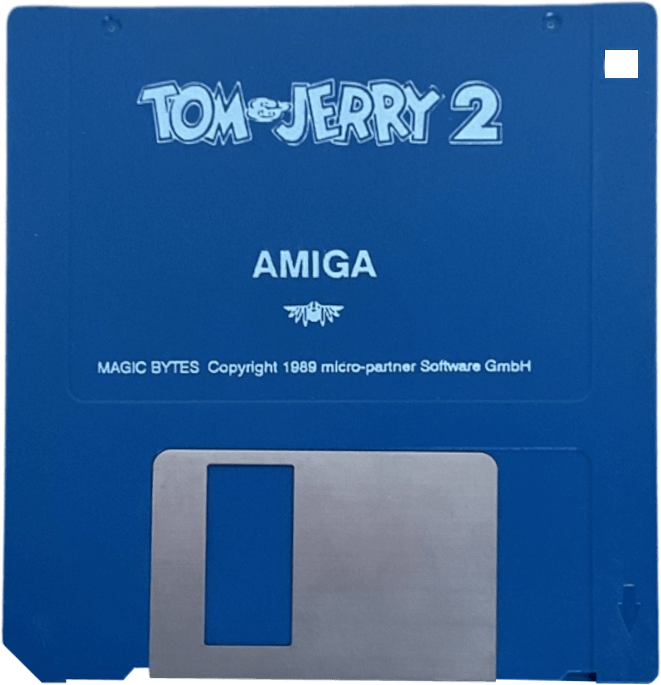 TOM & JERRY 2
AMIGA
MAGIC BYTES Copyright 1989 micro-partner Software GmbH